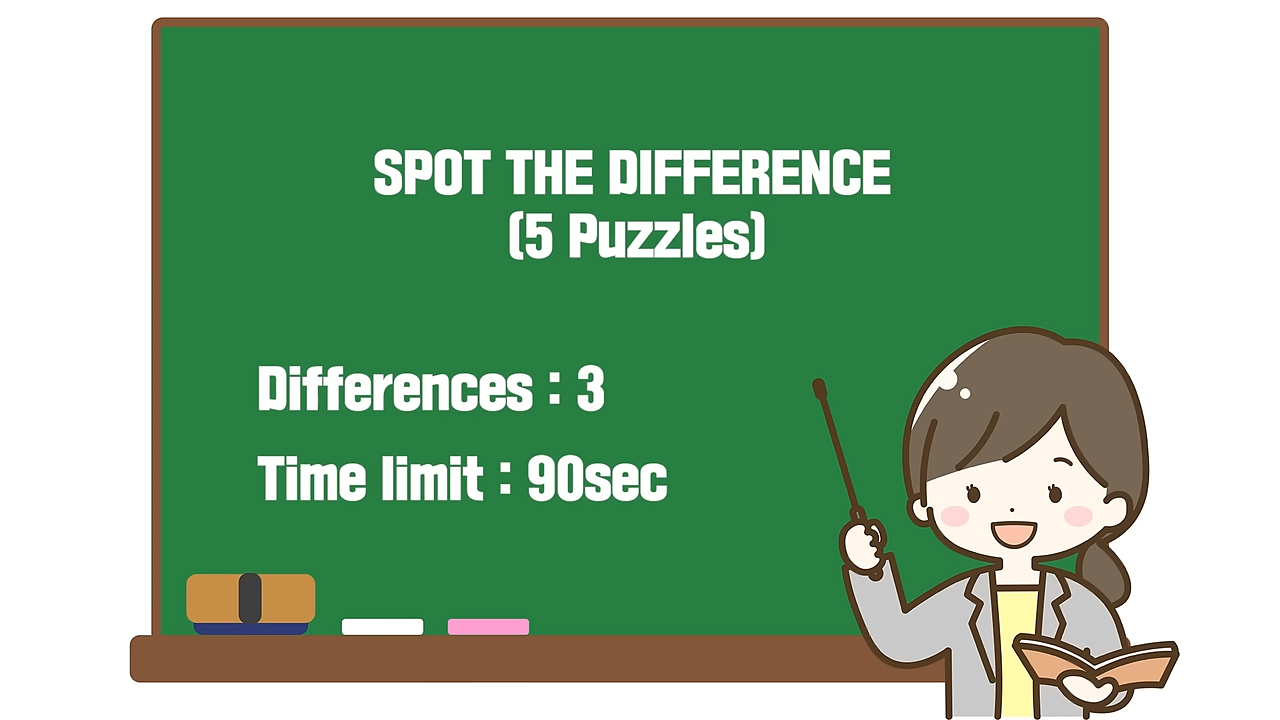 SPOT THE DIFFERENCE
(5 Puzzles)
Differences : 3
Time limit : 90sec